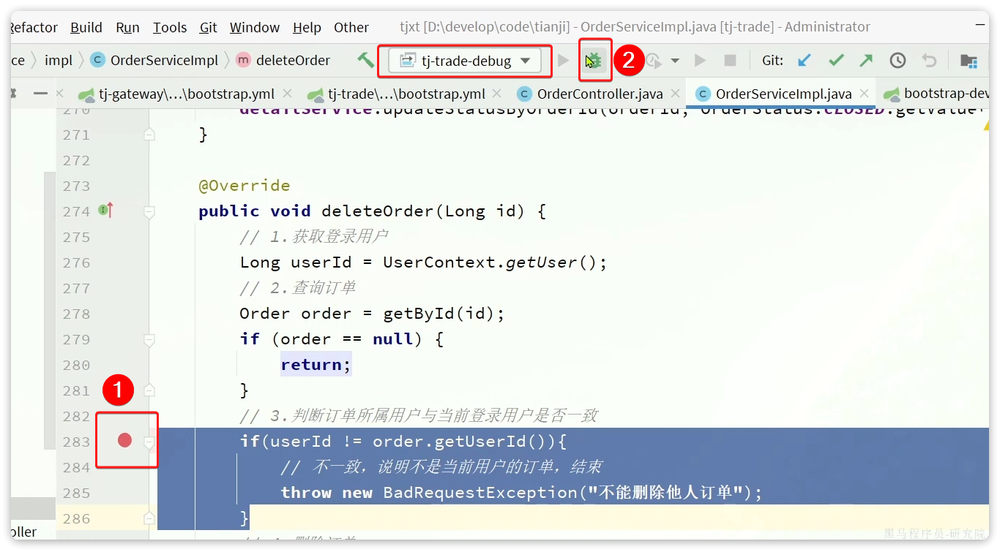 Refactor Build Run Tools Git Window Help Other tjxt [D:\develop\code\tianji] - OrderServiceImpl.java [tj-trade] - Administrator
ce impl OrderServiceImpl deleteOrder tj-trade-debug 2 Git:
tj-gateway\...\bootstrap.yml tj-trade\...\bootstrap.yml OrderController.java OrderServiceImpl.java bootstrap-dev
270 detailService.updateStatusByOrderId(orderId, OrderStatus.CLOSED.getValue
271 }
272
273 @Override
274 public void deleteOrder(Long id) {
275 // 1.获取登录用户
276 Long userId = UserContext.getUser();
277 // 2.查询订单
278 Order order = getById(id);
279 if (order == null) {
280 return;
281 }
1
282 // 3.判断订单所属用户与当前登录用户是否一致
283 if(userId != order.getUserId()){
284 // 不一致，说明不是当前用户的订单，结束
285 throw new BadRequestException("不能删除他人订单");
286 }
oller
黑马程序员-研究院